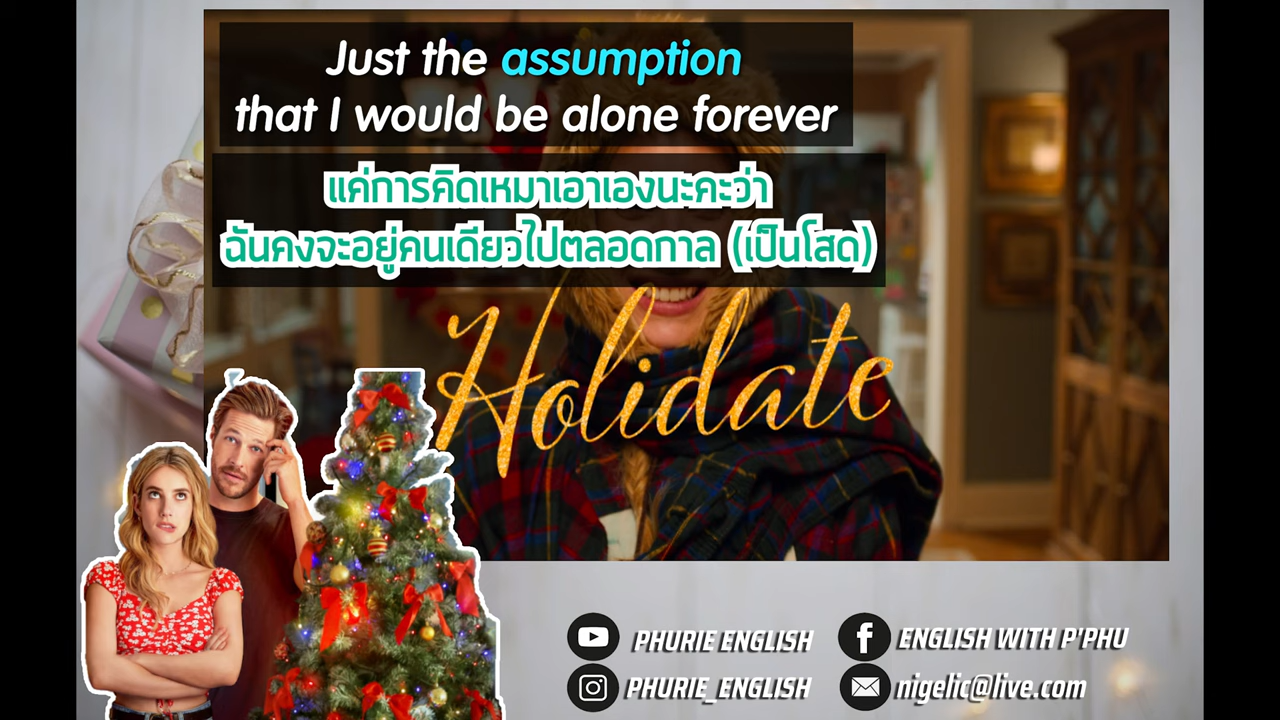 Just the assumption
that I would be alone forever
แค่การคิดเหมาเอาเองนะคะว่า
ฉันคงจะอยู่คนเดียวไปตลอดกาล (เป็นโสด)
Holidate
PHURIE ENGLISH
ENGLISH WITH P'PHU
PHURIE_ENGLISH
nigelic@live.com